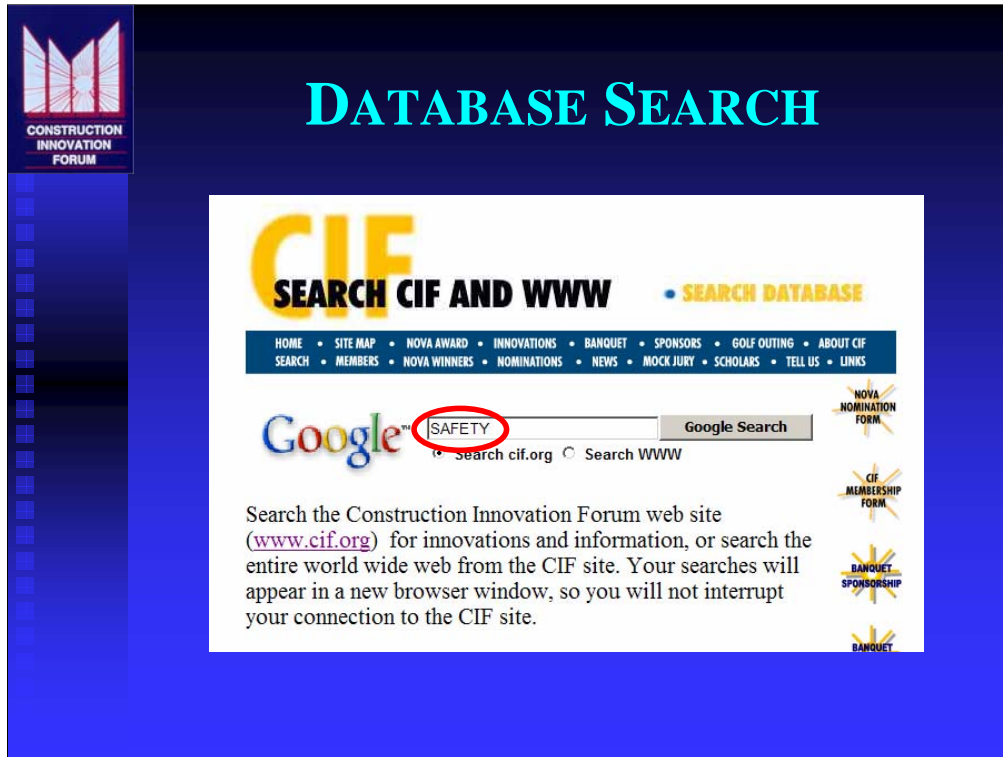 CONSTRUCTION
INNOVATION
FORUM
DATABASE SEARCH
CIF
SEARCH CIF AND WWW
• SEARCH DATABASE
HOME • SITE MAP • NOVA AWARD • INNOVATIONS • BANQUET • SPONSORS • GOLF OUTING • ABOUT CIF
SEARCH • MEMBERS • NOVA WINNERS • NOMINATIONS • NEWS • MOCK JURY • SCHOLARS • TELL US • LINKS
Google™
SAFETY
Google Search
Search cif.org Search WWW
Search the Construction Innovation Forum web site
(www.cif.org) for innovations and information, or search the
entire world wide web from the CIF site. Your searches will
appear in a new browser window, so you will not interrupt
your connection to the CIF site.
NOVA
NOMINATION
FORM
CIF
MEMBERSHIP
FORM
BANQUET
SPONSORSHIP
BANQUET